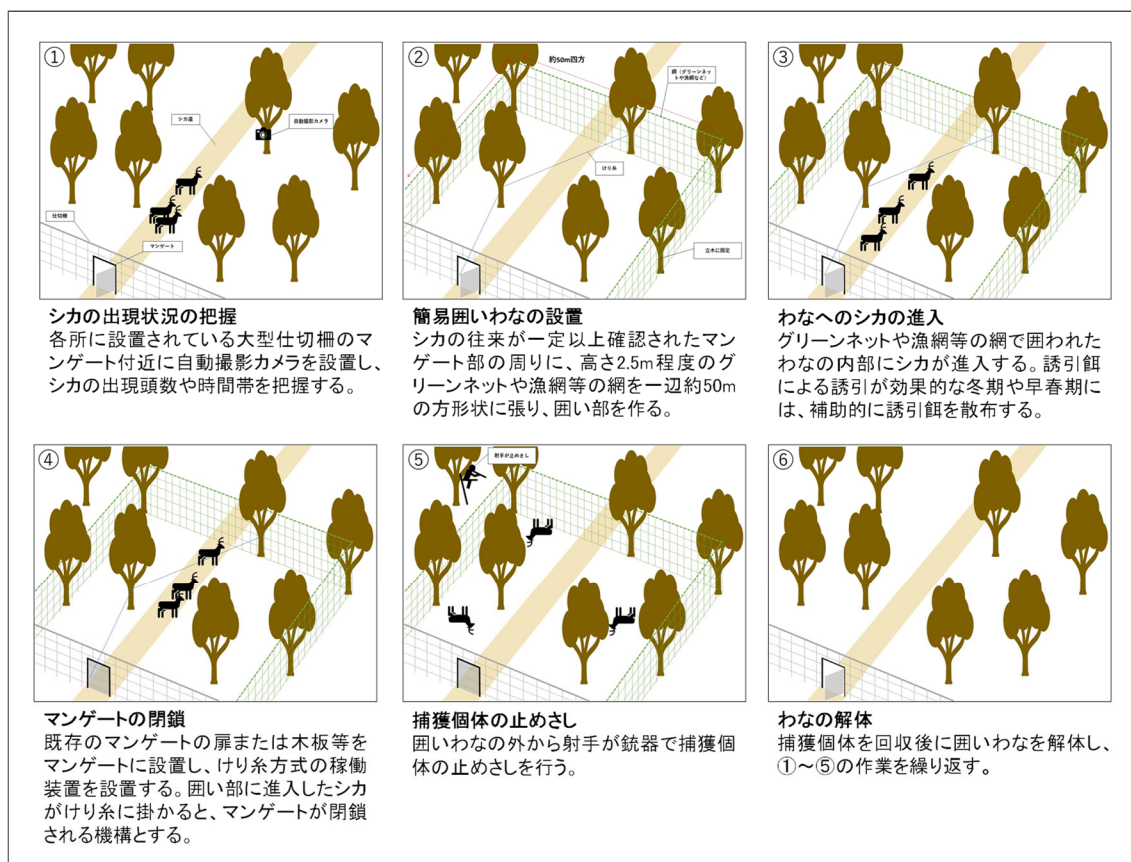 ①
シカ道
自動撮影カメラ
仕切柵
マンゲート
シカの出現状況の把握
各所に設置されている大型仕切柵のマ
ンゲート付近に自動撮影カメラを設置し、
シカの出現頭数や時間帯を把握する。
②
約50m四方
網（グリーンネッ
トや漁網など）
けり糸
立木に固定
簡易囲いわなの設置
シカの往来が一定以上確認されたマン
ゲート部の周りに、高さ2.5m程度のグ
リーンネットや漁網等の網を一辺約50m
の方形状に張り、囲い部を作る。
③
わなへのシカの進入
グリーンネットや漁網等の網で囲われた
わなの内部にシカが進入する。誘引餌
による誘引が効果的な冬期や早春期に
は、補助的に誘引餌を散布する。
④
マンゲートの閉鎖
既存のマンゲートの扉または木板等を
マンゲートに設置し、けり糸方式の稼働
装置を設置する。囲い部に進入したシカ
がけり糸に掛かると、マンゲートが閉鎖
される機構とする。
⑤
射手が止めさし
捕獲個体の止めさし
囲いわなの外から射手が銃器で捕獲個
体の止めさしを行う。
⑥
わなの解体
捕獲個体を回収後に囲いわなを解体し、
①～⑤の作業を繰り返す。